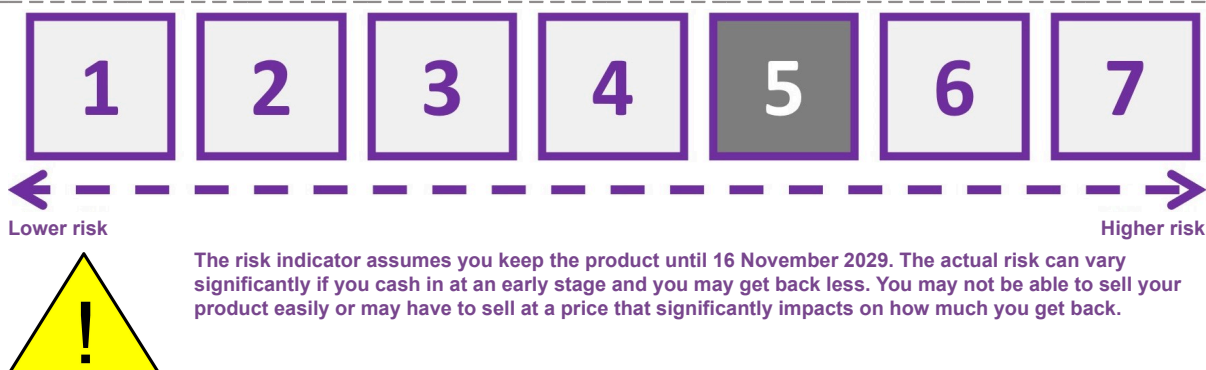 1 2 3 4 5 6 7
Lower risk Higher risk
!
The risk indicator assumes you keep the product until 16 November 2029. The actual risk can vary
significantly if you cash in at an early stage and you may get back less. You may not be able to sell your
product easily or may have to sell at a price that significantly impacts on how much you get back.